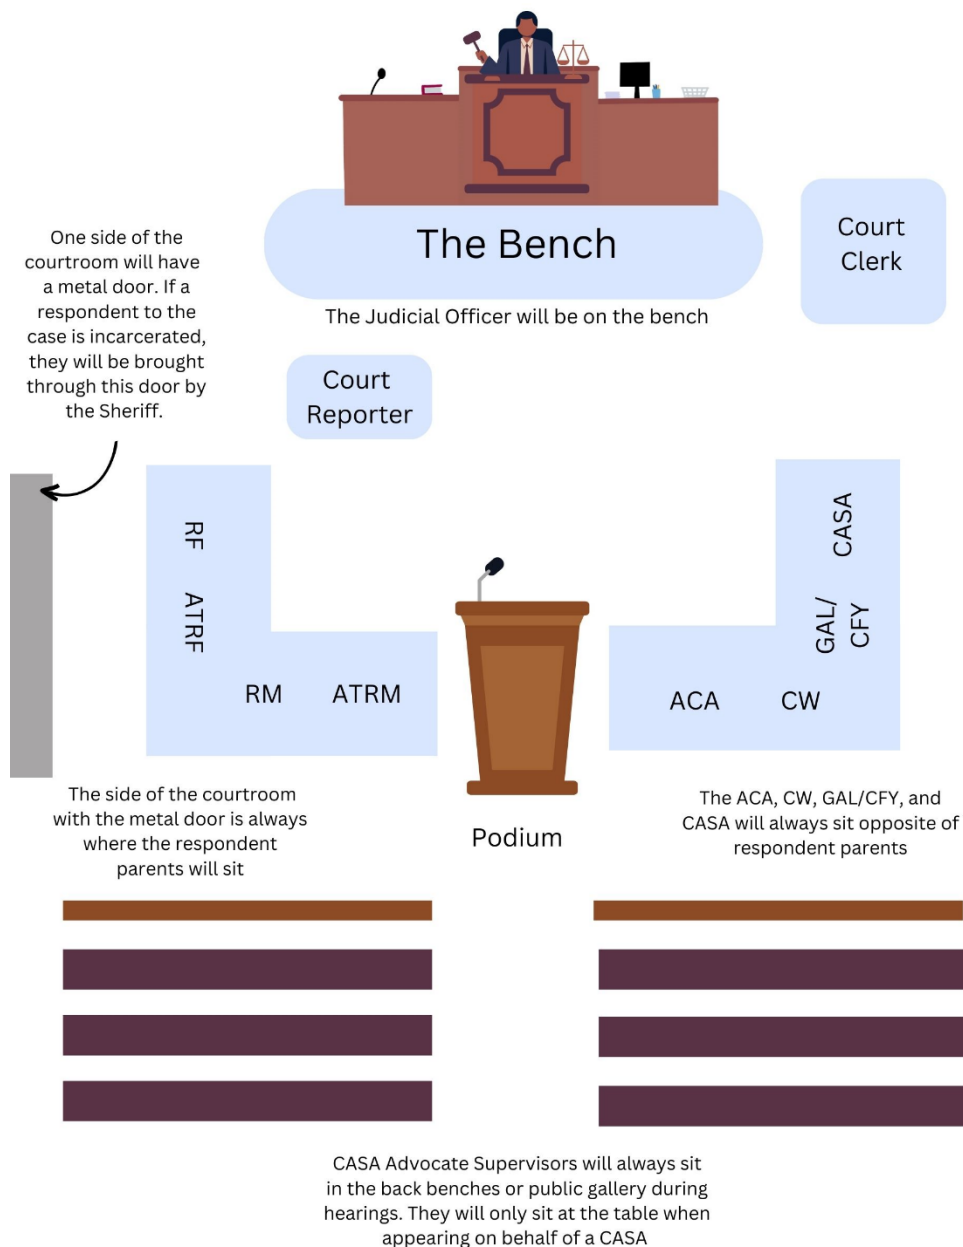 The Bench
Court
Clerk
The Judicial Officer will be on the bench
One side of the
courtroom will have
a metal door. If a
respondent to the
case is incarcerated,
they will be brought
through this door by
the Sheriff.
Court
Reporter
RF
ATRF
RM
ATRM
CASA
GAL/
CFY
ACA
CW
The side of the courtroom
with the metal door is always
where the respondent
parents will sit
Podium
The ACA, CW, GAL/CFY, and
CASA will always sit opposite of
respondent parents
CASA Advocate Supervisors will always sit
in the back benches or public gallery during
hearings. They will only sit at the table when
appearing on behalf of a CASA